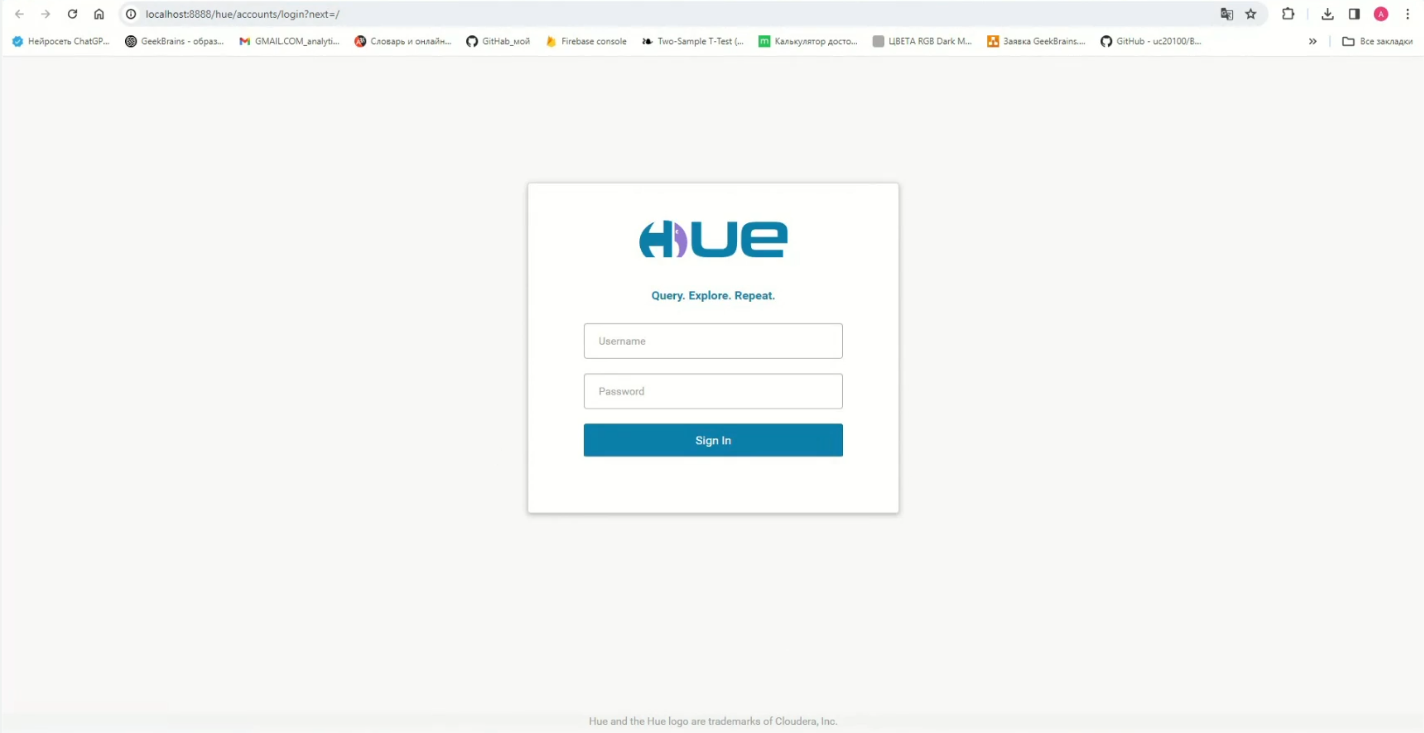 localhost:8888/hue/accounts/login?next=/
A
Нейросеть ChatGP... GeekBrains - образ... GMAIL.COM_analyti... Словарь и онлайн... GitHab_мой Firebase console Two-Sample T-Test (... Калькулятор досто... ЦВЕТА RGB Dark M... Заявка GeekBrains.... GitHub - uc20100/B... » Все закладки
HUE
Query. Explore. Repeat.
Username
Password
Sign In
Hue and the Hue logo are trademarks of Cloudera, Inc.